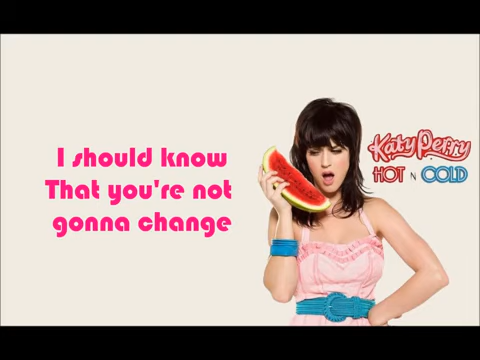 I should know
That you're not
gonna change
Katy Perry
HOT N COLD